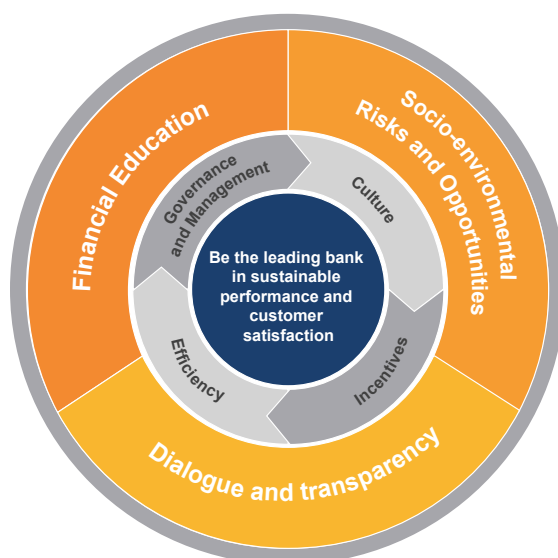 Financial Education
Socio-environmental
Risks and Opportunities
Dialogue and transparency
Governance
and Management
Culture
Incentives
Efficiency
Be the leading bank
in sustainable
performance and
customer
satisfaction